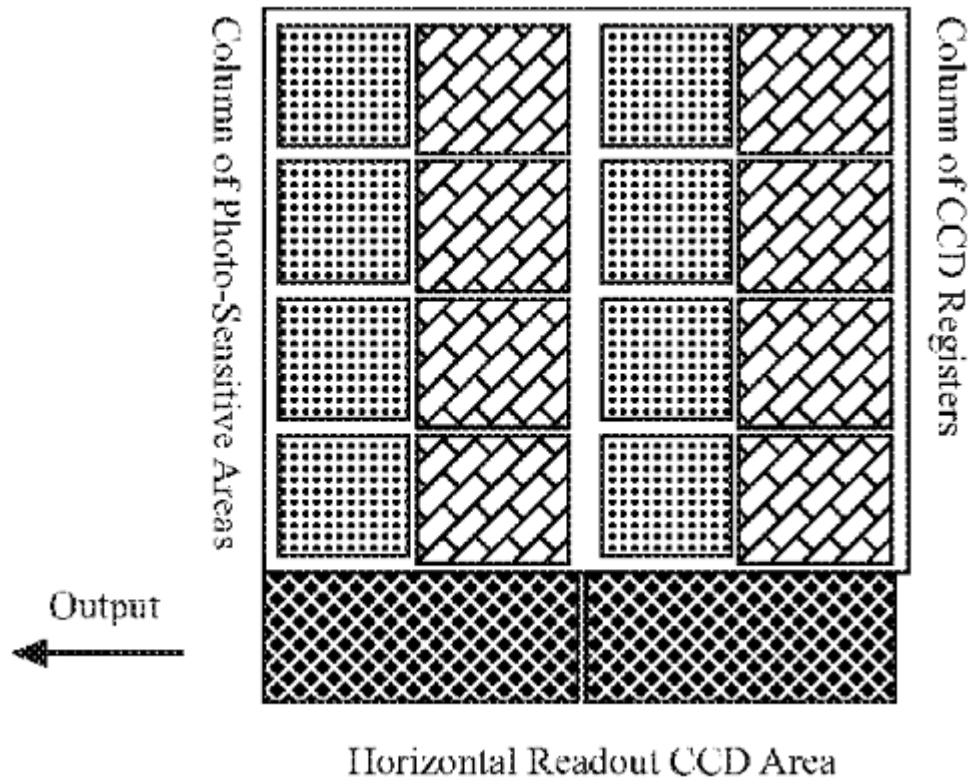 Column of Photo-Sensitive Areas
Column of CCD Registers
Output
Horizontal Readout CCD Area